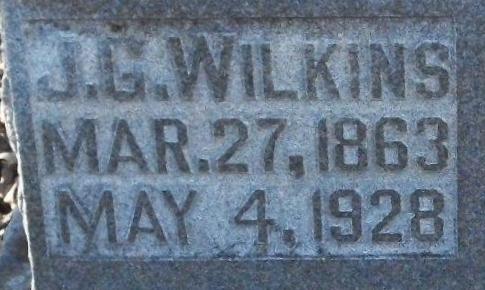 J.C. WILKINS
MAR. 27, 1863
MAY 4, 1928